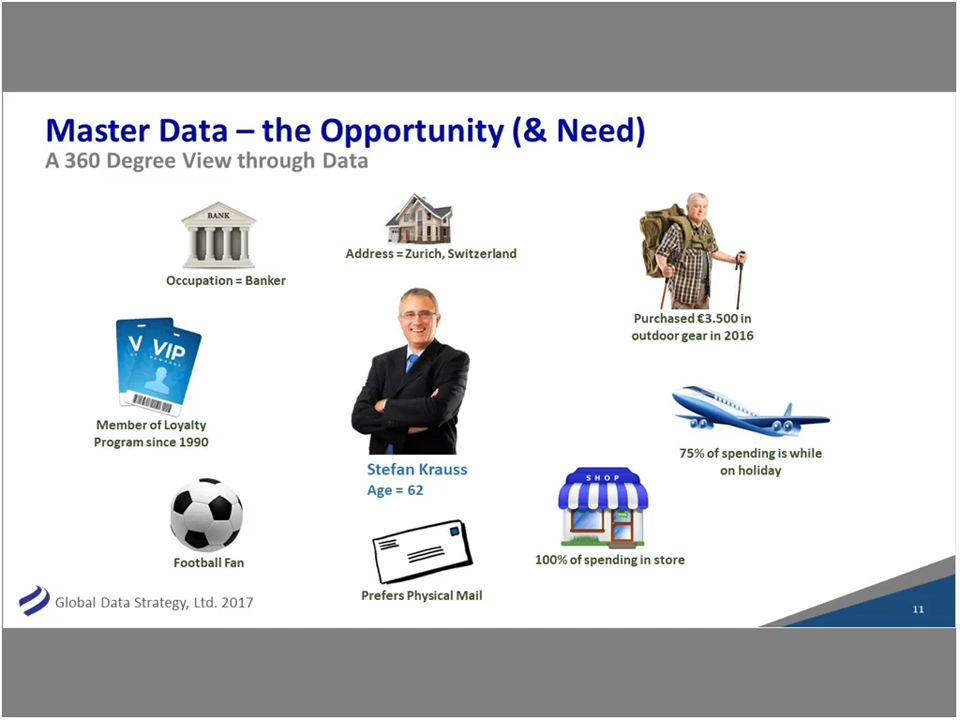 Master Data – the Opportunity (& Need)
A 360 Degree View through Data
BANK
Occupation = Banker
Address = Zurich, Switzerland
Purchased €3.500 in
outdoor gear in 2016
V VIP
REWARDS
Member of Loyalty
Program since 1990
Stefan Krauss
Age = 62
75% of spending is while
on holiday
SHOP
100% of spending in store
Football Fan
Prefers Physical Mail
Global Data Strategy, Ltd. 2017
11